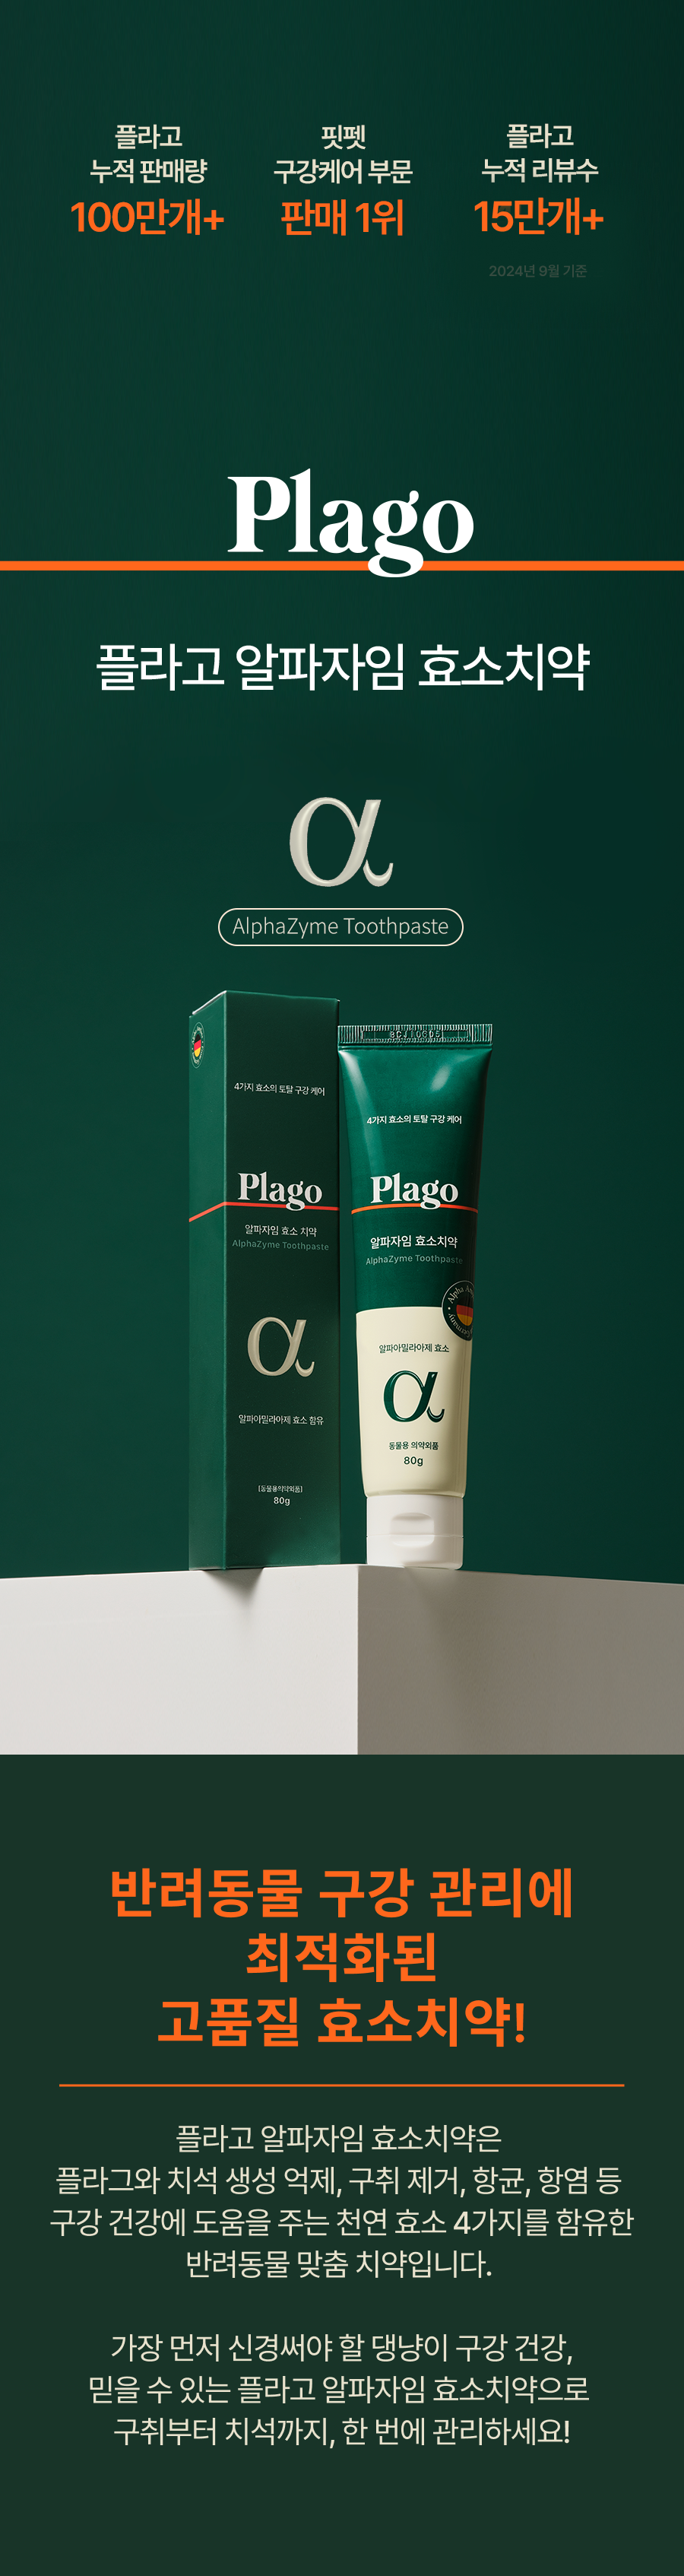 플라고
누적 판매량
100만개+
핏펫
구강케어 부문
판매 1위
플라고
누적 리뷰수
15만개+
2024년 9월 기준
Plago
플라고 알파자임 효소치약
α
AlphaZyme Toothpaste
4가지 효소의 토탈 구강 케어
Plago
알파자임 효소 치약
AlphaZyme Toothpaste
α
알파아밀라아제 효소 함유
[동물용의약외품]
80g
4가지 효소의 토탈 구강 케어
Plago
알파자임 효소치약
AlphaZyme Toothpaste
알파아밀라아제 효소
α
동물용 의약외품
80g
반려동물 구강 관리에
최적화된
고품질 효소치약!
플라고 알파자임 효소치약은
플라그와 치석 생성 억제, 구취 제거, 항균, 항염 등
구강 건강에 도움을 주는 천연 효소 4가지를 함유한
반려동물 맞춤 치약입니다.
가장 먼저 신경써야 할 댕냥이 구강 건강,
믿을 수 있는 플라고 알파자임 효소치약으로
구취부터 치석까지, 한 번에 관리하세요!